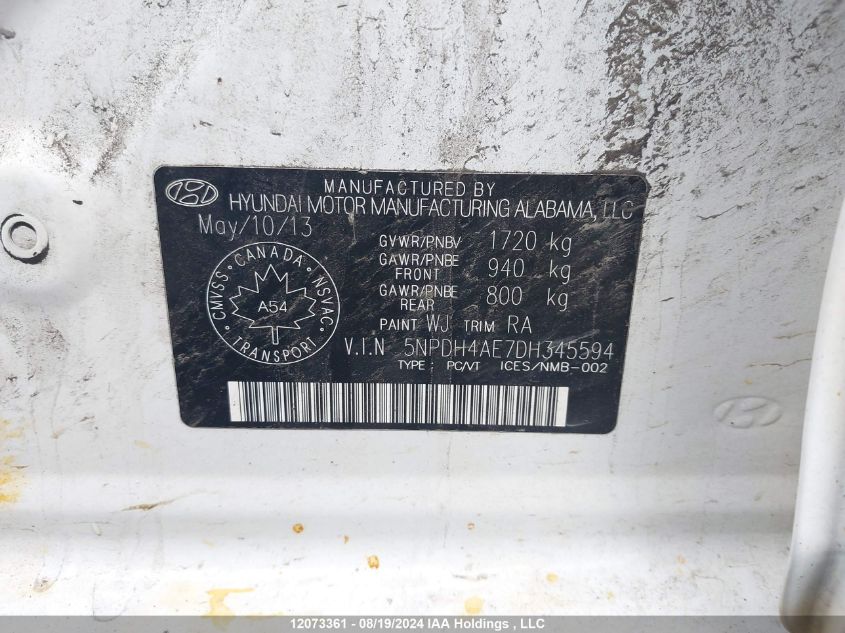 MANUFACTURED BY
HYUNDAI MOTOR MANUFACTURING ALABAMA, LLC
May/10/13
GVWR/PNBV 1720 kg
GAWR/PNBE FRONT 940 kg
GAWR/PNBE REAR 800 kg
CMVSS · CANADA · NSVAC · TRANSPORT
A54
PAINT WJ TRIM RA
V.I.N 5NPDH4AE7DH345594
TYPE : PC/VT ICES/NMB-002
12073361 - 08/19/2024 IAA Holdings , LLC